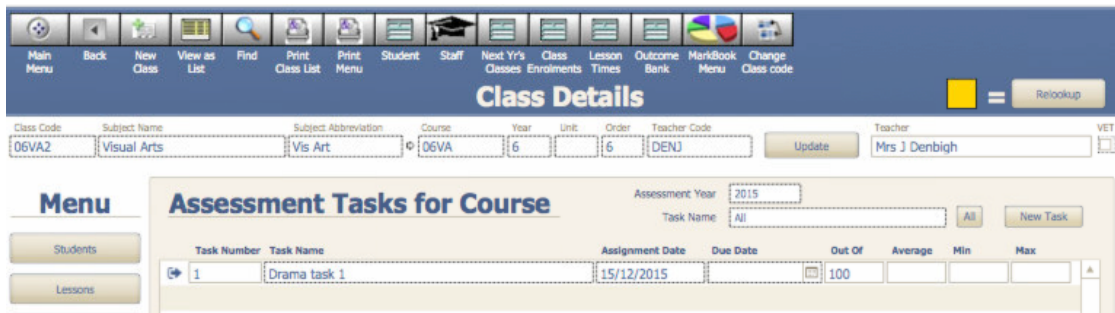 Main Menu Back New Class View as List Find Print Class List Print Menu Student Staff Next Yr's Classes Class Enrolments Lesson Times Outcome Bank MarkBook Menu Change Class code
Class Details = Relookup
Class Code Subject Name Subject Abbreviation Course Year Unit Order Teacher Code Teacher VET
06VA2 Visual Arts Vis Art 06VA 6 6 DENJ Update Mrs J Denbigh
Menu
Students
Lessons
Assessment Tasks for Course
Assessment Year 2015
Task Name All All New Task
Task Number Task Name Assignment Date Due Date Out Of Average Min Max
1 Drama task 1 15/12/2015 100